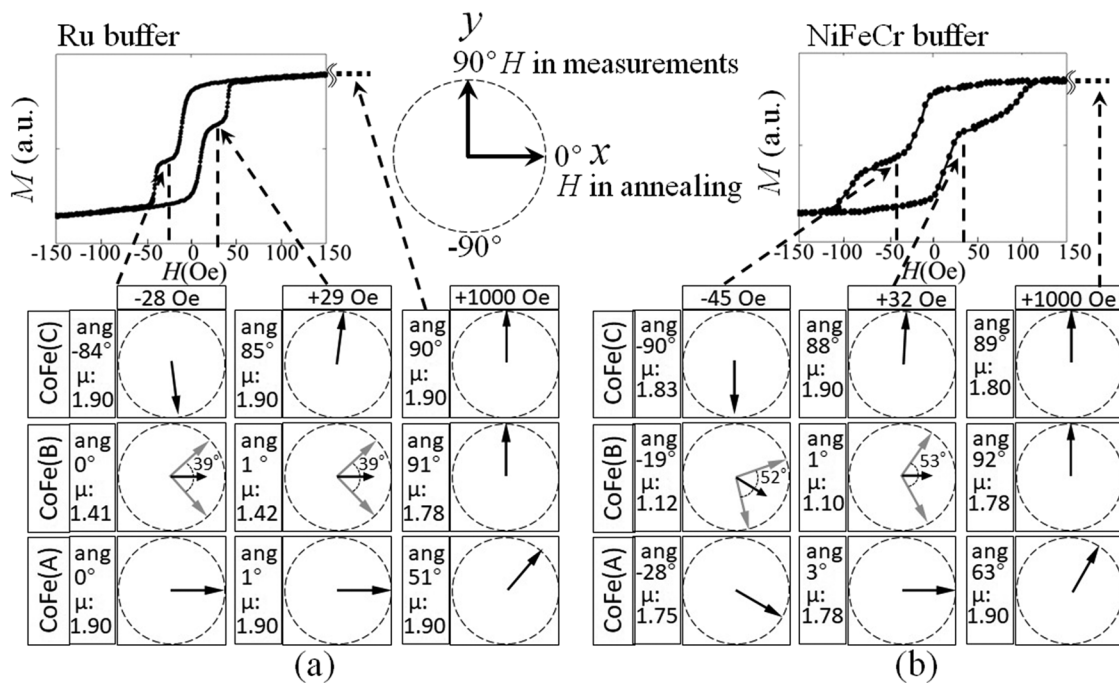 Ru buffer
M (a.u.)
-150 -100 -50 0 50 100 150
H(Oe)
y
90° H in measurements
0° x
H in annealing
-90°
NiFeCr buffer
M (a.u.)
-150 -100 -50 0 50 100 150
H(Oe)
-28 Oe
+29 Oe
+1000 Oe
CoFe(C)
ang
-84°
μ:
1.90
ang
85°
μ:
1.90
ang
90°
μ:
1.90
CoFe(B)
ang
0°
μ:
1.41
39°
ang
1°
μ:
1.42
39°
ang
91°
μ:
1.78
CoFe(A)
ang
0°
μ:
1.90
ang
1°
μ:
1.90
ang
51°
μ:
1.90
(a)
-45 Oe
+32 Oe
+1000 Oe
CoFe(C)
ang
-90°
μ:
1.83
ang
88°
μ:
1.90
ang
89°
μ:
1.80
CoFe(B)
ang
-19°
μ:
1.12
52°
ang
1°
μ:
1.10
53°
ang
92°
μ:
1.78
CoFe(A)
ang
-28°
μ:
1.75
ang
3°
μ:
1.78
ang
63°
μ:
1.90
(b)